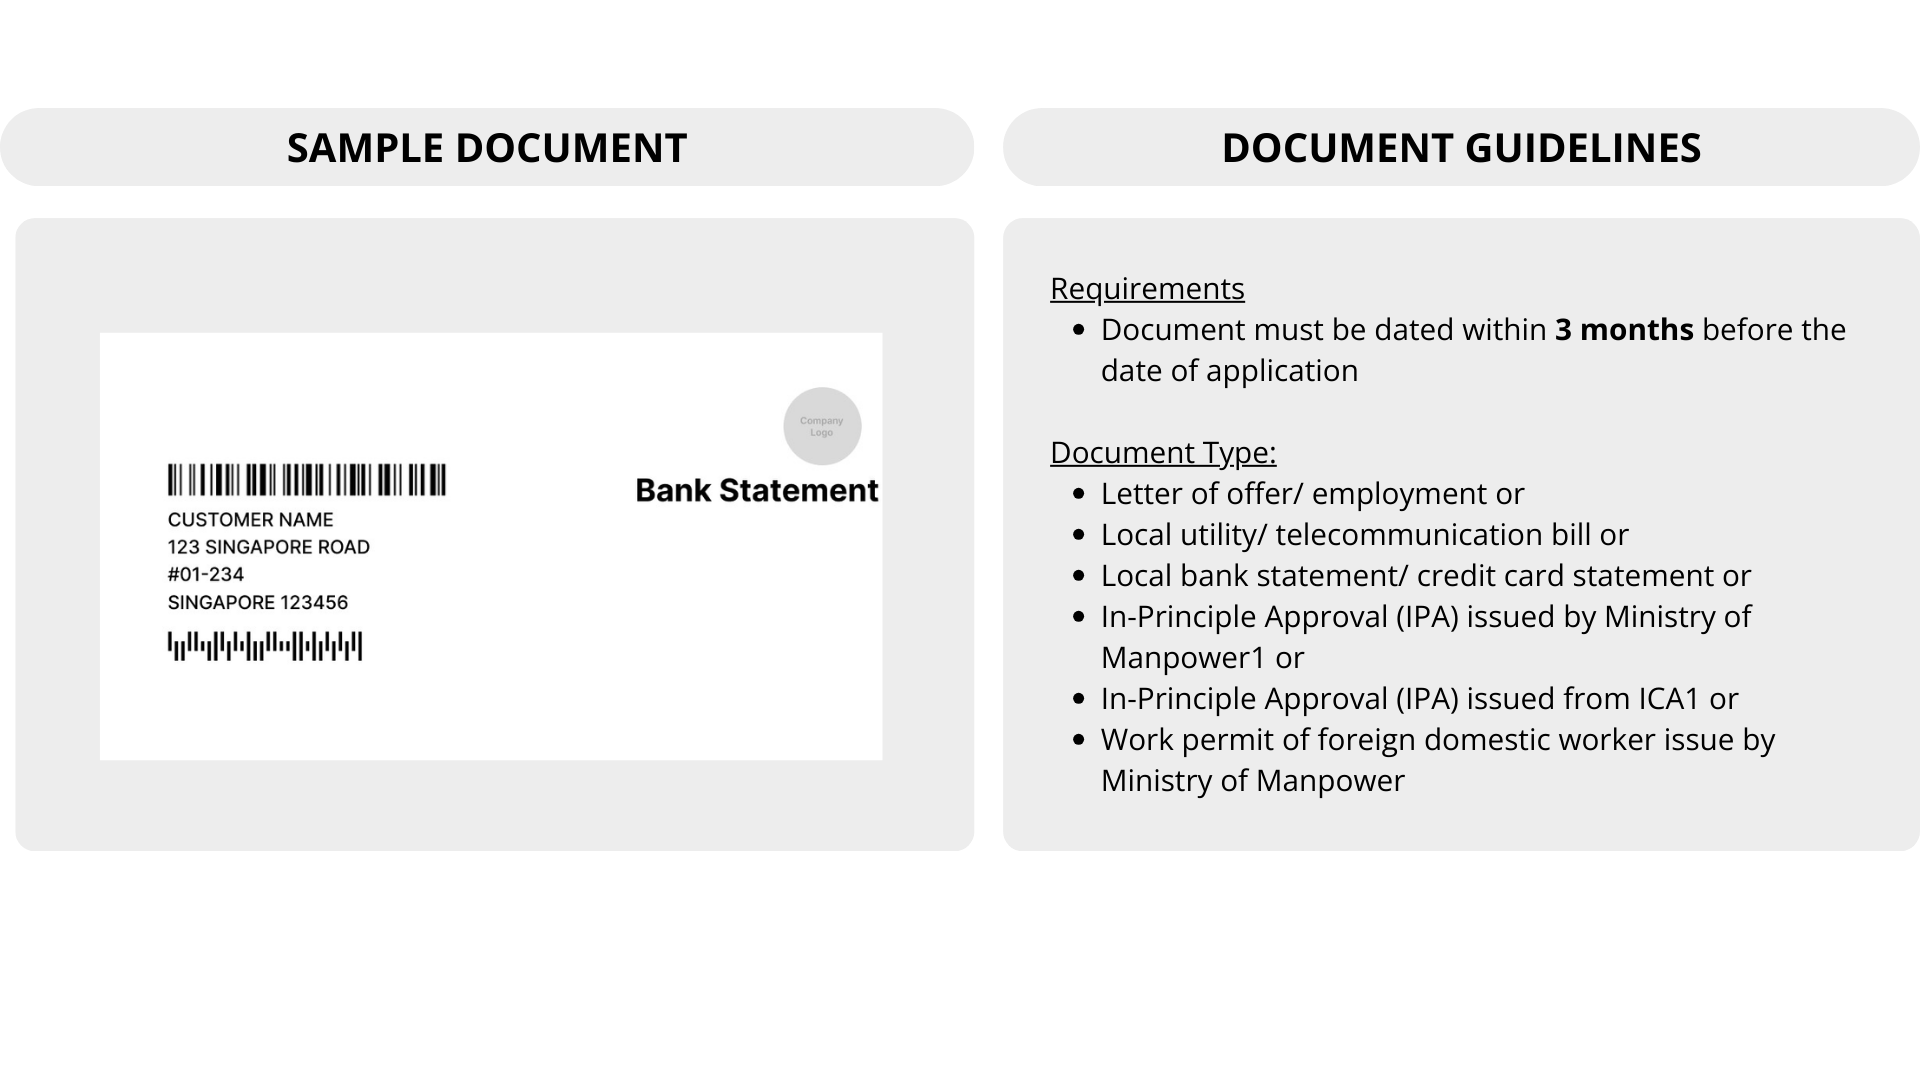 SAMPLE DOCUMENT
Company
Logo
Bank Statement
CUSTOMER NAME
123 SINGAPORE ROAD
#01-234
SINGAPORE 123456
DOCUMENT GUIDELINES
Requirements
• Document must be dated within 3 months before the
date of application
Document Type:
• Letter of offer/ employment or
• Local utility/ telecommunication bill or
• Local bank statement/ credit card statement or
• In-Principle Approval (IPA) issued by Ministry of
Manpower1 or
• In-Principle Approval (IPA) issued from ICA1 or
• Work permit of foreign domestic worker issue by
Ministry of Manpower